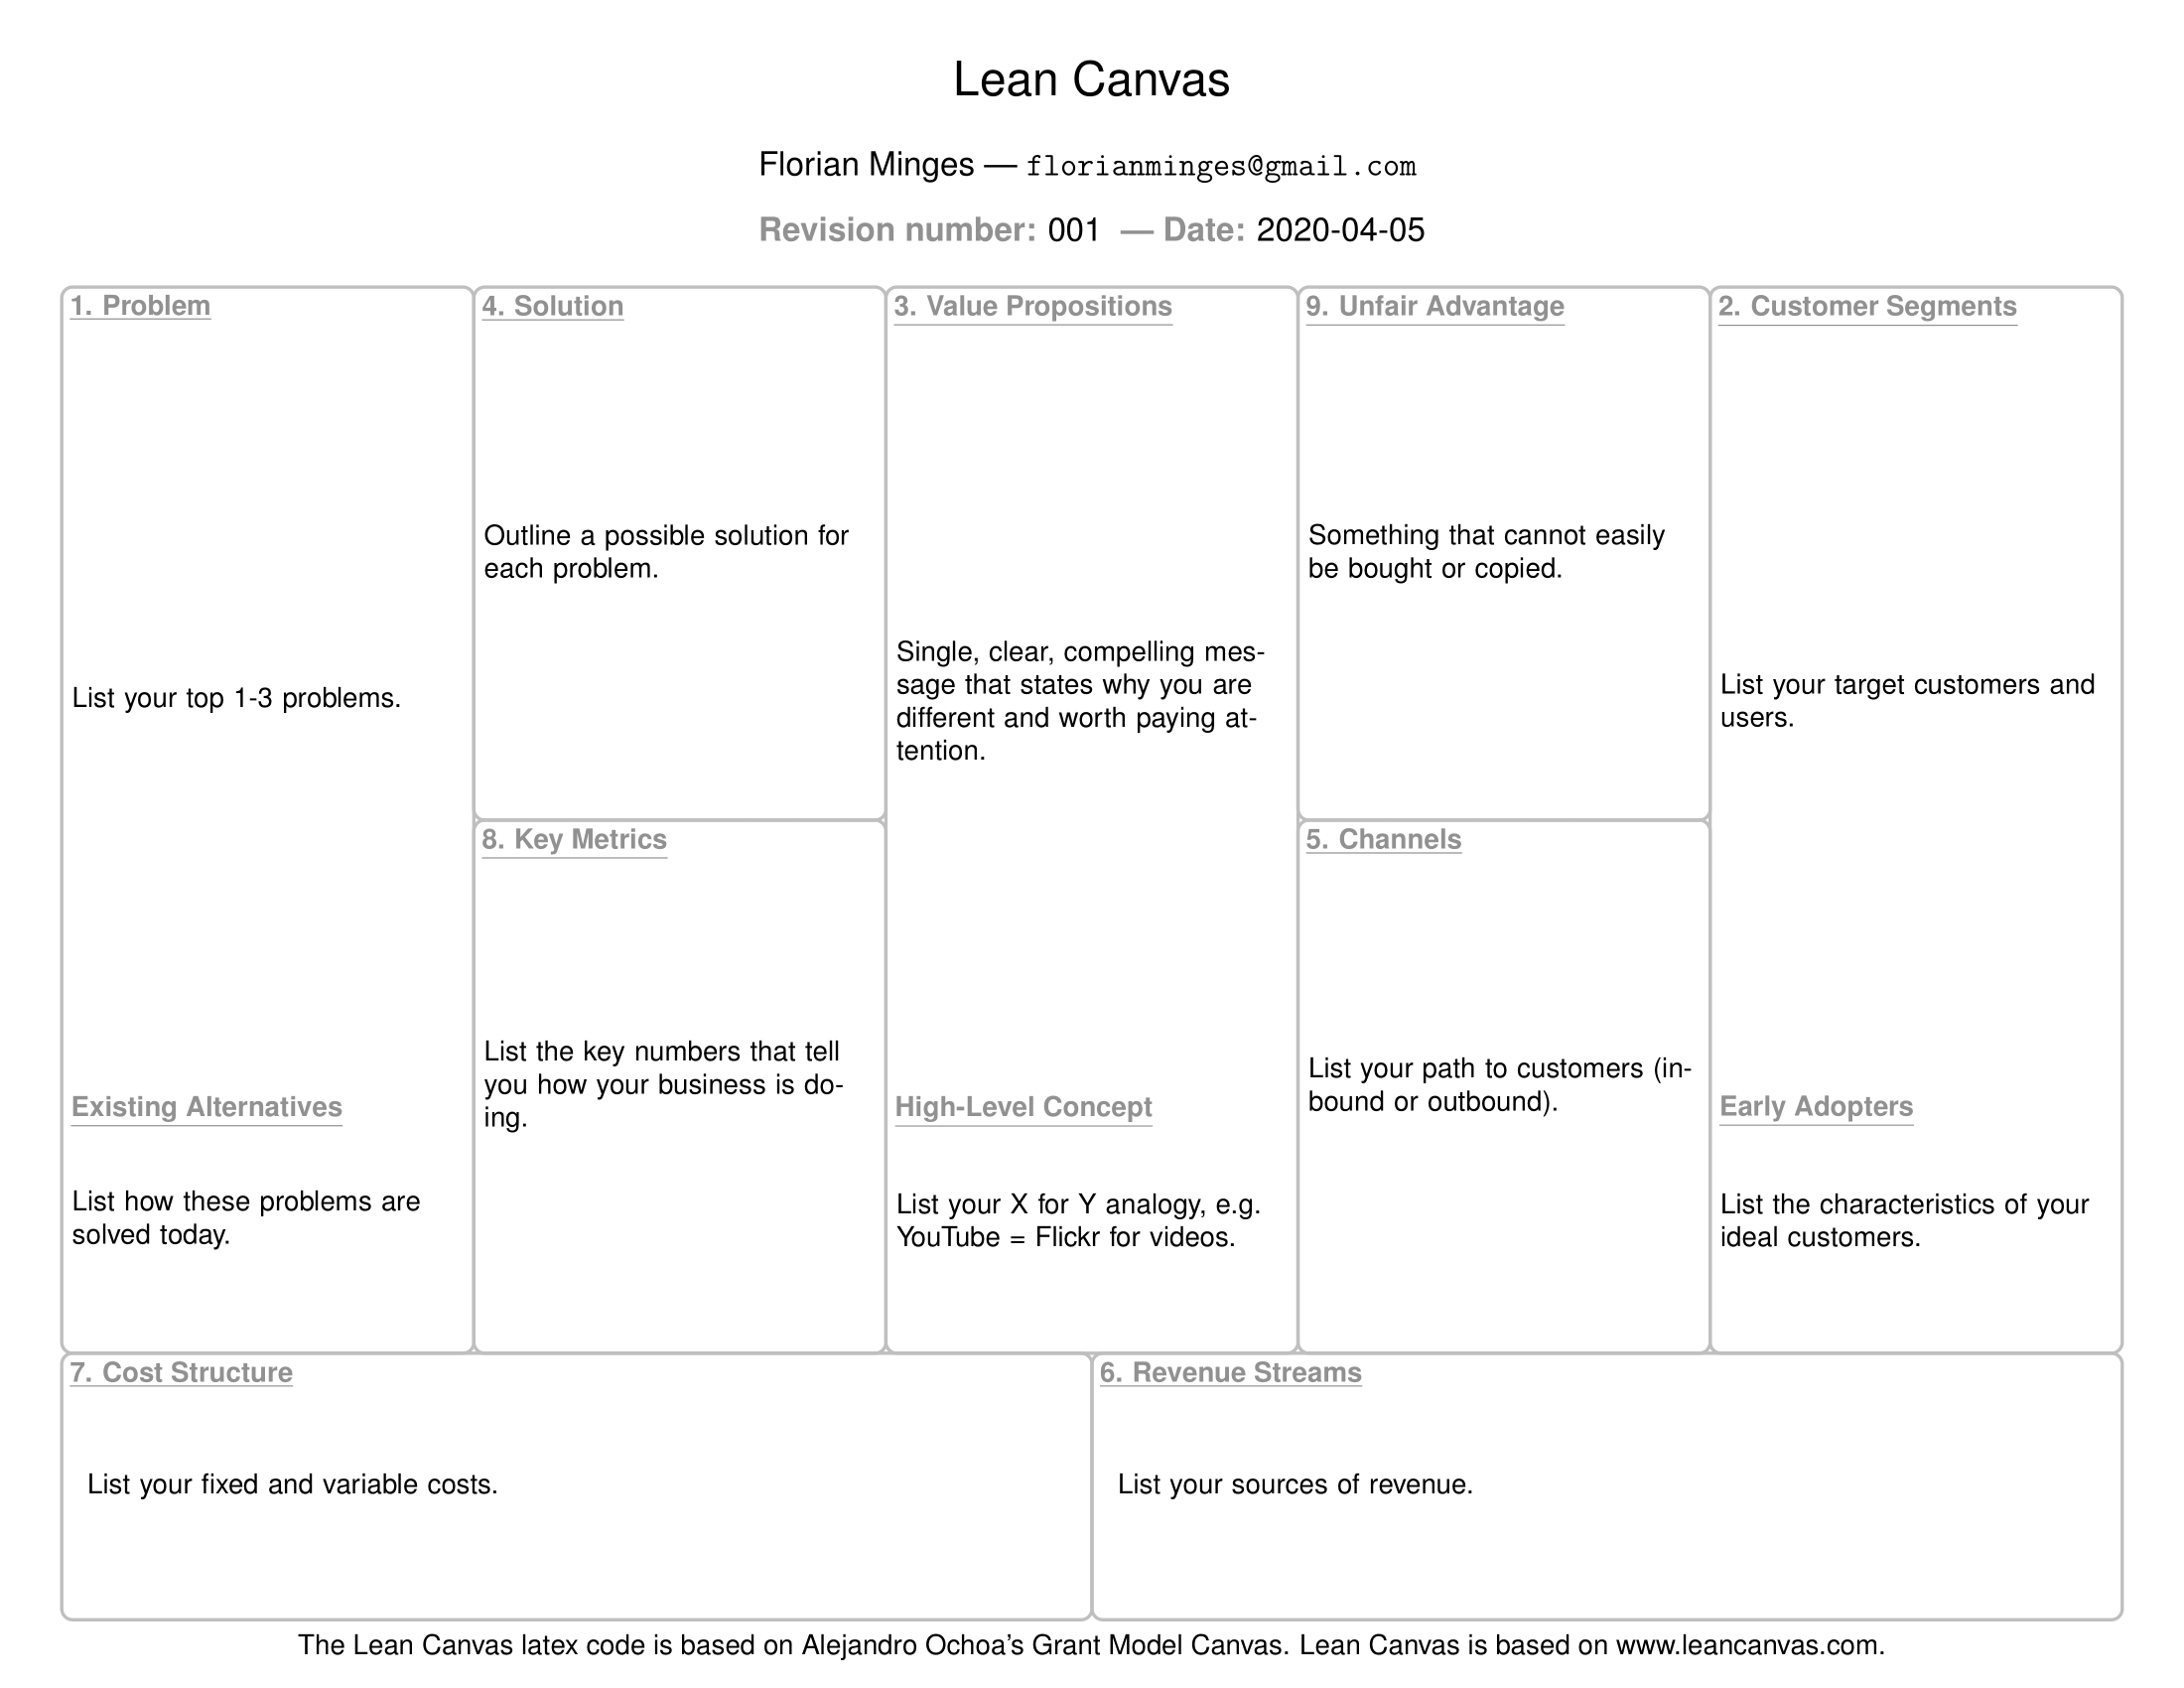 Lean Canvas
Florian Minges — florianminges@gmail.com
Revision number: 001 — Date: 2020-04-05
1. Problem
List your top 1-3 problems.
Existing Alternatives
List how these problems are
solved today.
4. Solution
Outline a possible solution for
each problem.
8. Key Metrics
List the key numbers that tell
you how your business is do-
ing.
3. Value Propositions
Single, clear, compelling mes-
sage that states why you are
different and worth paying at-
tention.
High-Level Concept
List your X for Y analogy, e.g.
YouTube = Flickr for videos.
9. Unfair Advantage
Something that cannot easily
be bought or copied.
5. Channels
List your path to customers (in-
bound or outbound).
2. Customer Segments
List your target customers and
users.
Early Adopters
List the characteristics of your
ideal customers.
7. Cost Structure
List your fixed and variable costs.
6. Revenue Streams
List your sources of revenue.
The Lean Canvas latex code is based on Alejandro Ochoa's Grant Model Canvas. Lean Canvas is based on www.leancanvas.com.